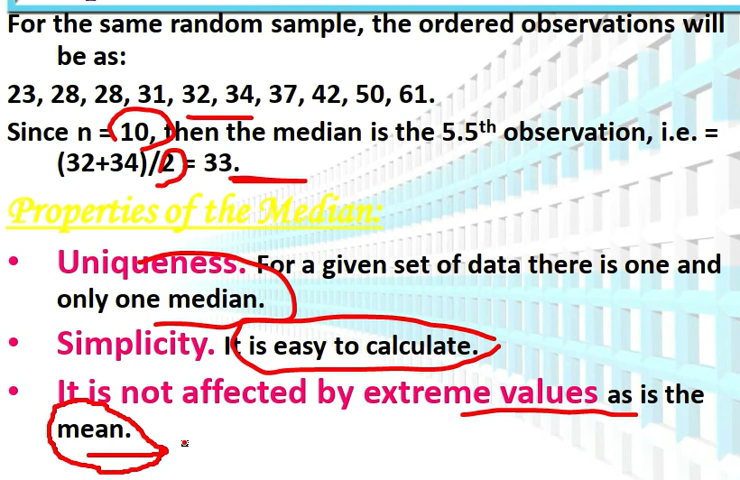 For the same random sample, the ordered observations will
be as:
23, 28, 28, 31, 32, 34, 37, 42, 50, 61.
Since n = 10, then the median is the 5.5th observation, i.e. =
(32+34)/2 = 33.
Properties of the Median:
• Uniqueness. For a given set of data there is one and
only one median.
• Simplicity. It is easy to calculate.
• It is not affected by extreme values as is the
mean.